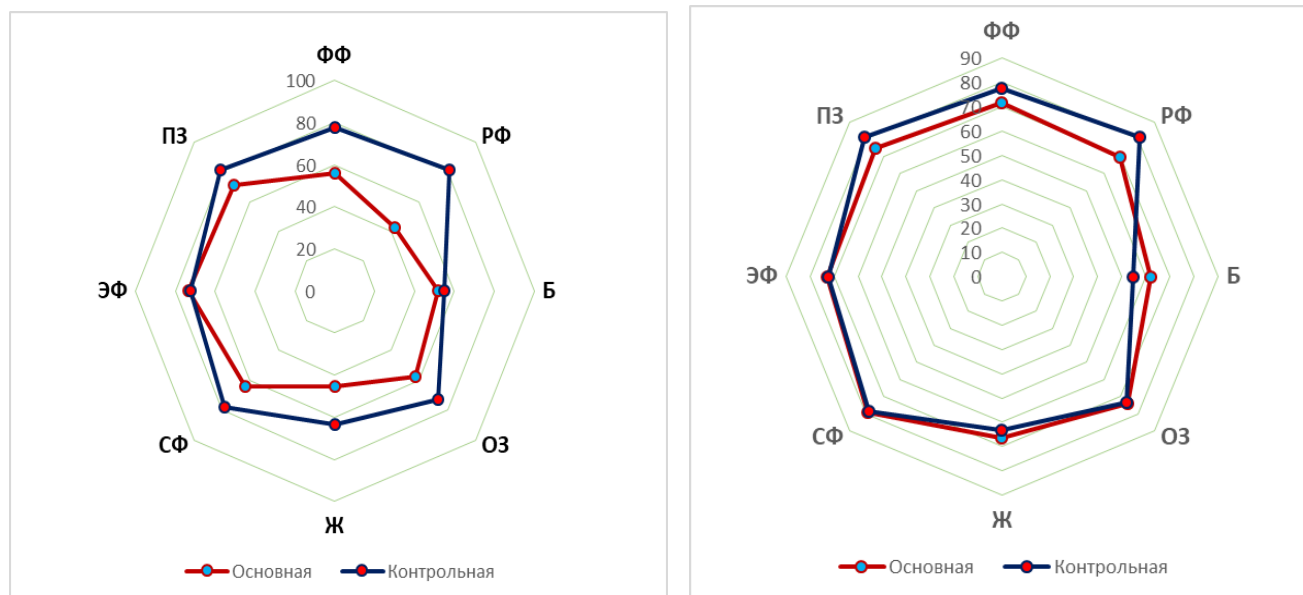 ФФ
100
80
60
40
20
0
ПЗ
РФ
ЭФ
Б
СФ
ОЗ
Ж
Основная Контрольная
ФФ
90
80
70
60
50
40
30
20
10
0
ПЗ
РФ
ЭФ
Б
СФ
ОЗ
Ж
Основная Контрольная